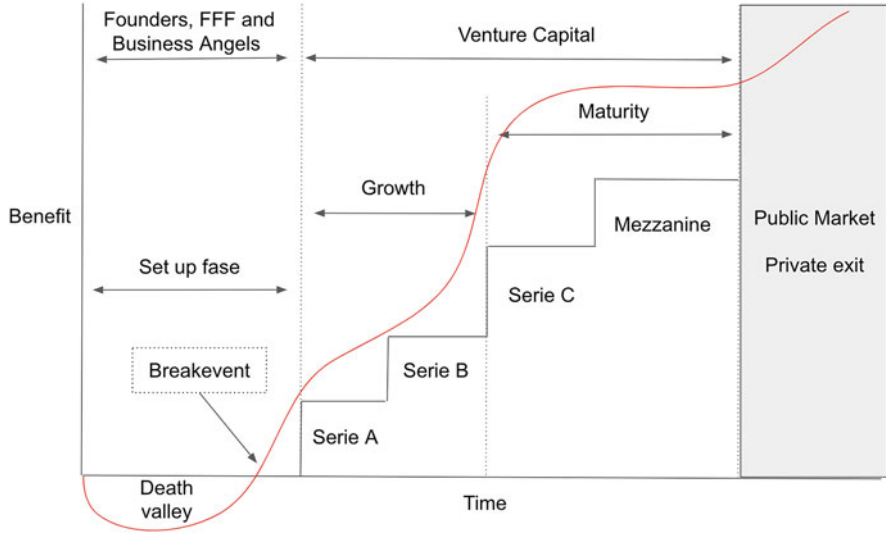 Founders, FFF and
Business Angels
Venture Capital
Maturity
Growth
Benefit
Mezzanine
Public Market
Private exit
Set up fase
Serie C
Breakevent
Serie B
Serie A
Death
valley
Time